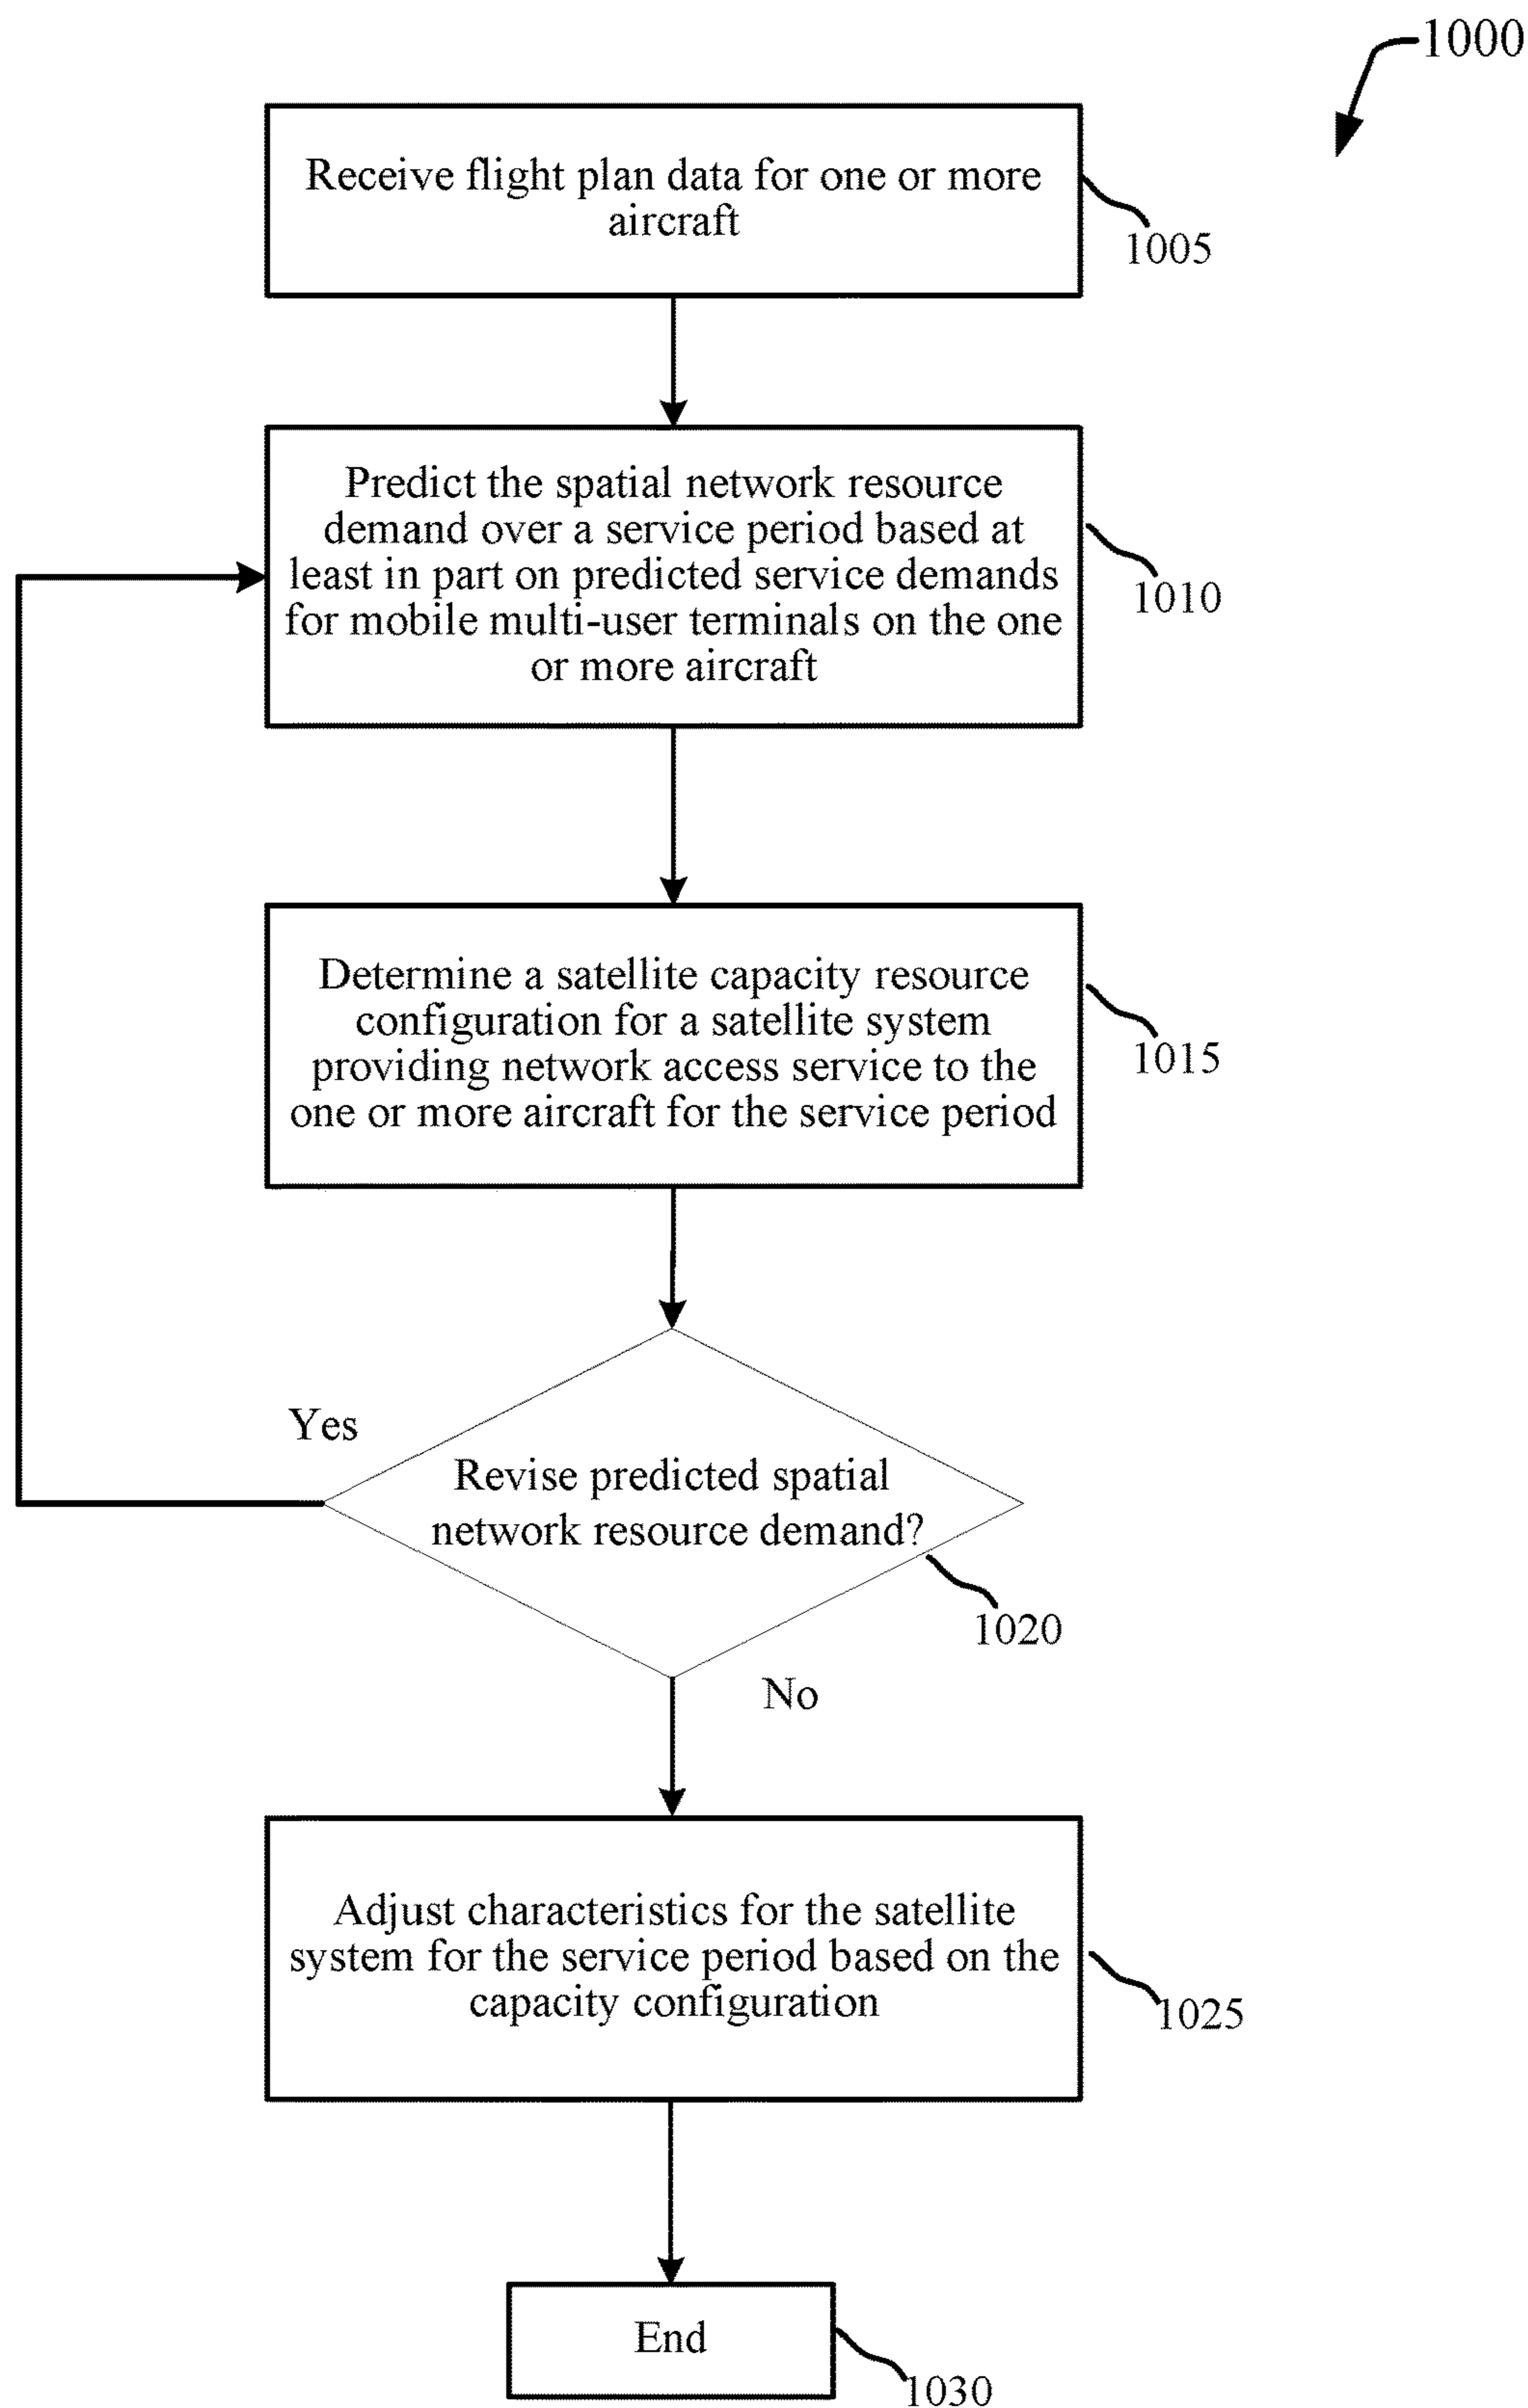 1000
Receive flight plan data for one or more
aircraft
1005
Predict the spatial network resource
demand over a service period based at
least in part on predicted service demands
for mobile multi-user terminals on the one
or more aircraft
1010
Determine a satellite capacity resource
configuration for a satellite system
providing network access service to the
one or more aircraft for the service period
1015
Yes
Revise predicted spatial
network resource demand?
1020
No
Adjust characteristics for the satellite
system for the service period based on the
capacity configuration
1025
End
1030